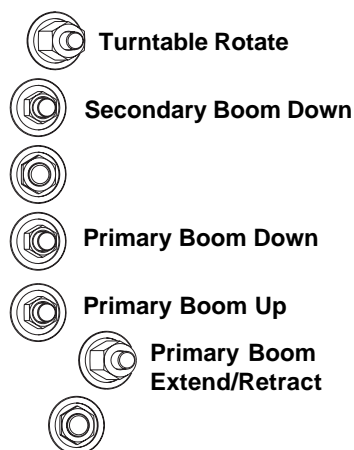 Turntable Rotate
Secondary Boom Down
Primary Boom Down
Primary Boom Up
Primary Boom
Extend/Retract